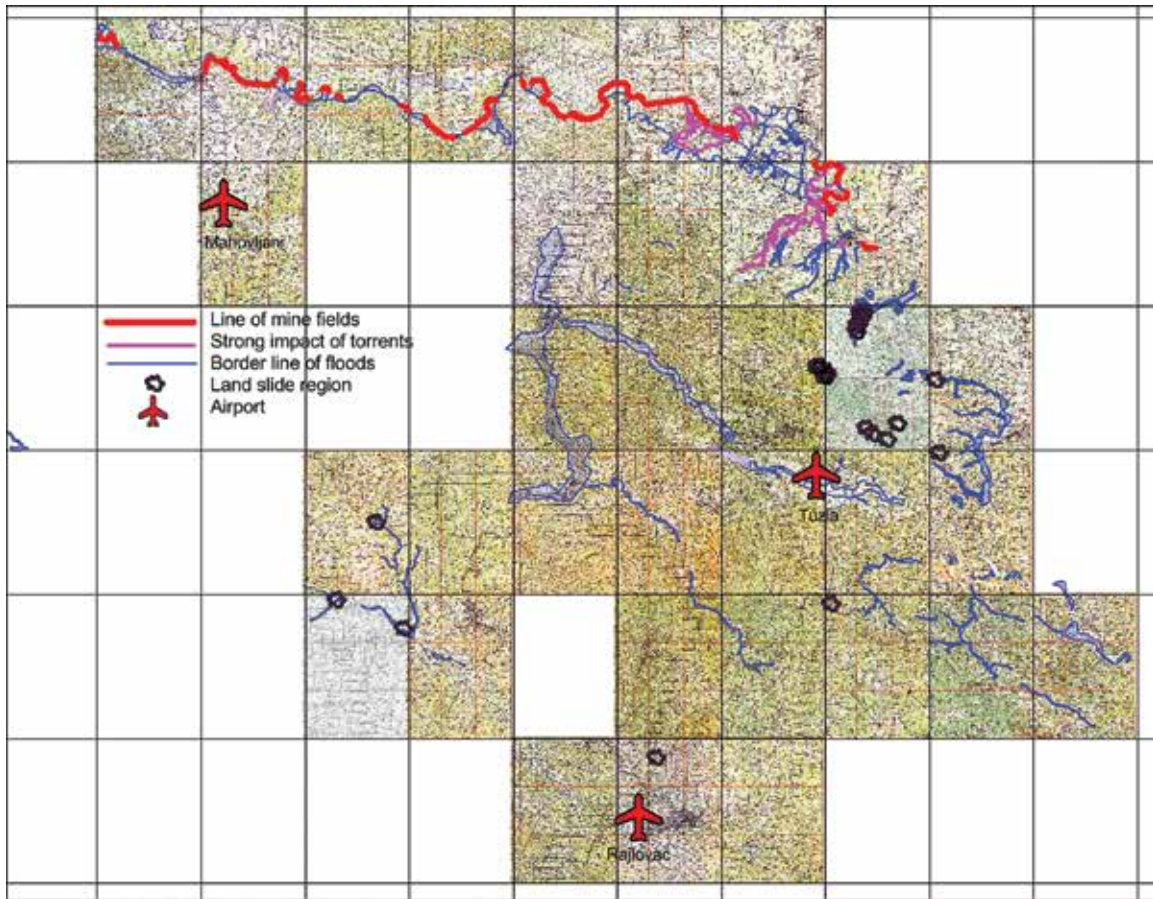 Mahovljani
Line of mine fields
Strong impact of torrents
Border line of floods
Land slide region
Airport
Tuzla
Rajlovac